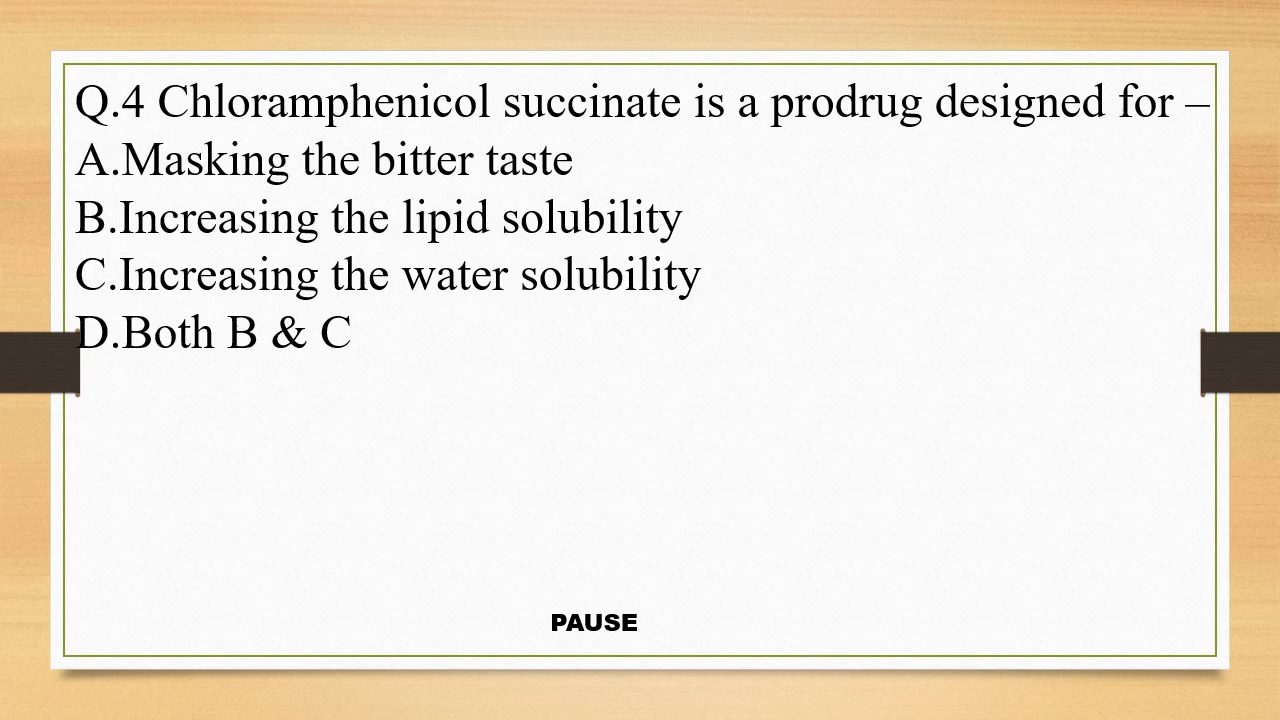 Q.4 Chloramphenicol succinate is a prodrug designed for –
A.Masking the bitter taste
B.Increasing the lipid solubility
C.Increasing the water solubility
D.Both B & C
PAUSE